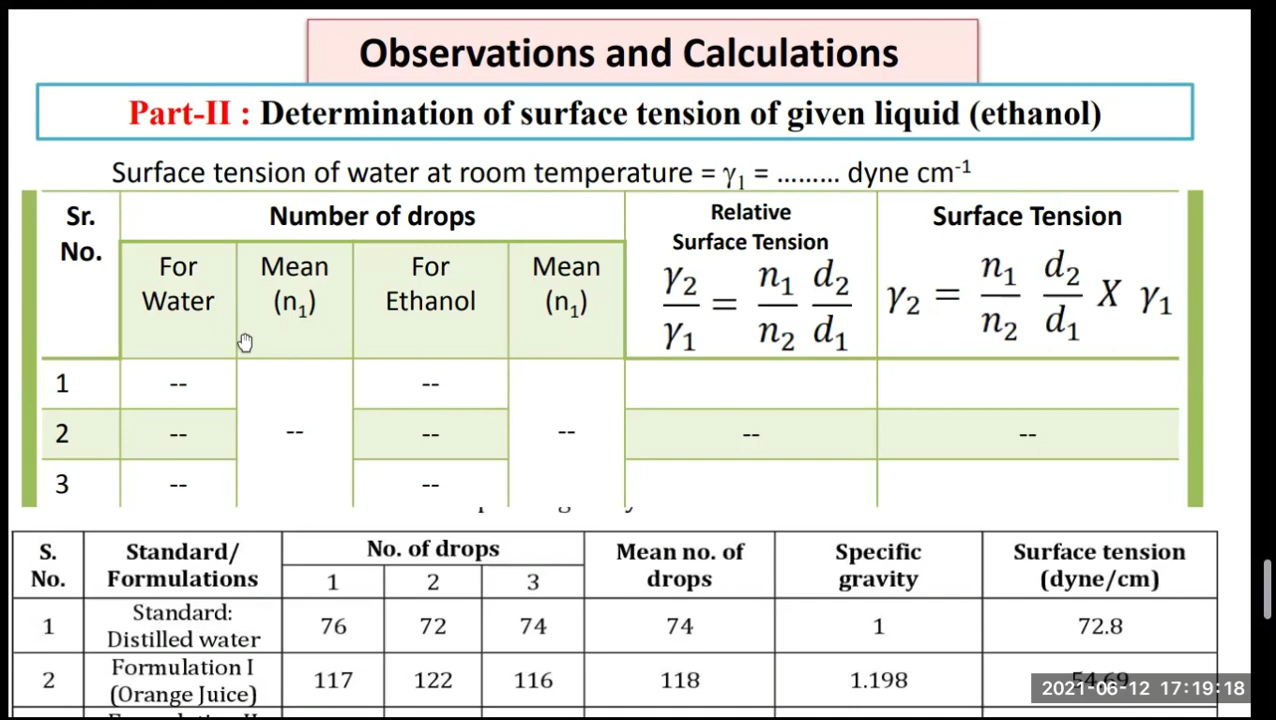 Observations and Calculations
Part-II : Determination of surface tension of given liquid (ethanol)
Surface tension of water at room temperature = γ₁ = ......... dyne cm⁻¹
Sr. No.
Number of drops
Relative Surface Tension
Surface Tension
For Water
Mean (n₁)
For Ethanol
Mean (n₁)
γ₂/γ₁ = n₁/n₂ d₂/d₁
γ₂ = n₁/n₂ d₂/d₁ X γ₁
1 -- --
2 -- -- -- -- -- --
3 -- --
S. No.
Standard/ Formulations
No. of drops
1 2 3
Mean no. of drops
Specific gravity
Surface tension (dyne/cm)
1 Standard: Distilled water 76 72 74 74 1 72.8
2 Formulation I (Orange Juice) 117 122 116 118 1.198
2021-06-12 17:19:18